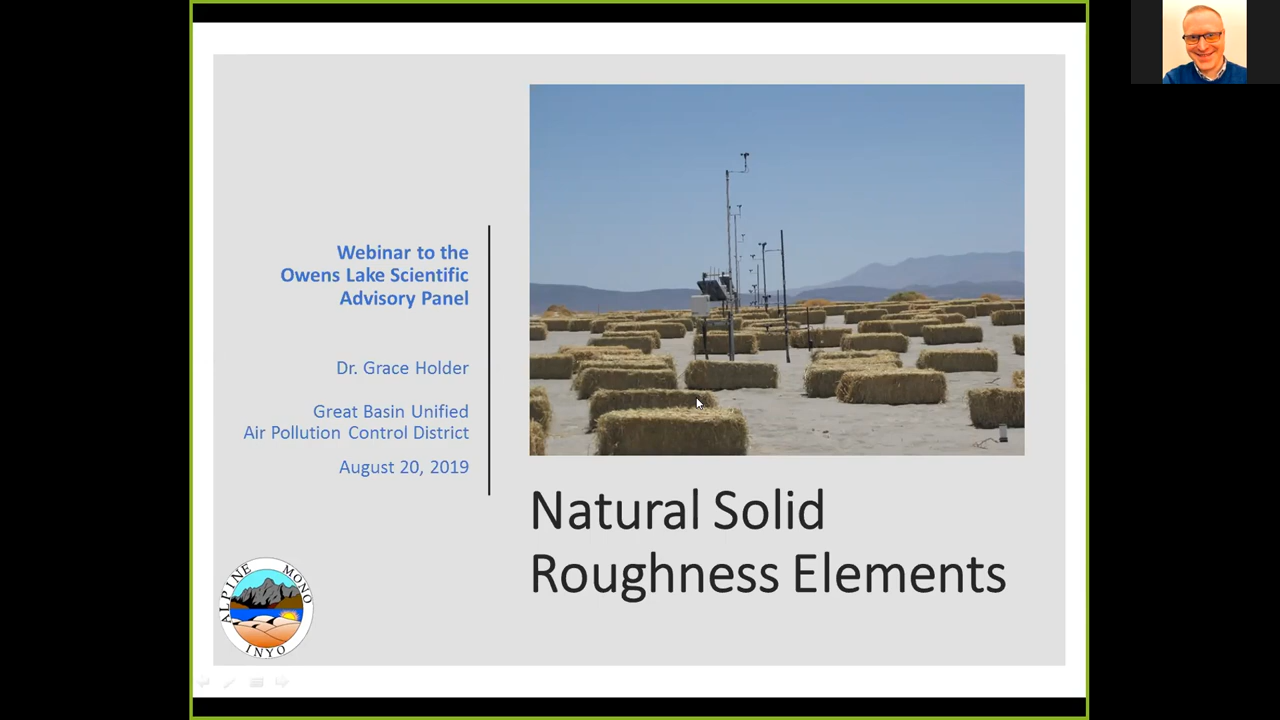 Webinar to the
Owens Lake Scientific
Advisory Panel
Dr. Grace Holder
Great Basin Unified
Air Pollution Control District
August 20, 2019
Natural Solid
Roughness Elements
ALPINE MONO
INYO